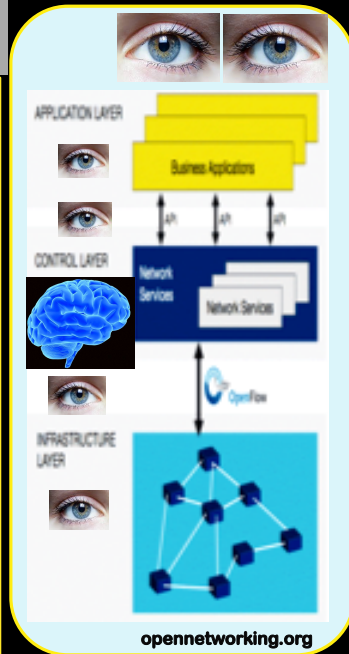 APPLICATION LAYER
Business Applications
API API API
CONTROL LAYER
Network
Services
Network Services
OpenFlow
INFRASTRUCTURE
LAYER
opennetworking.org